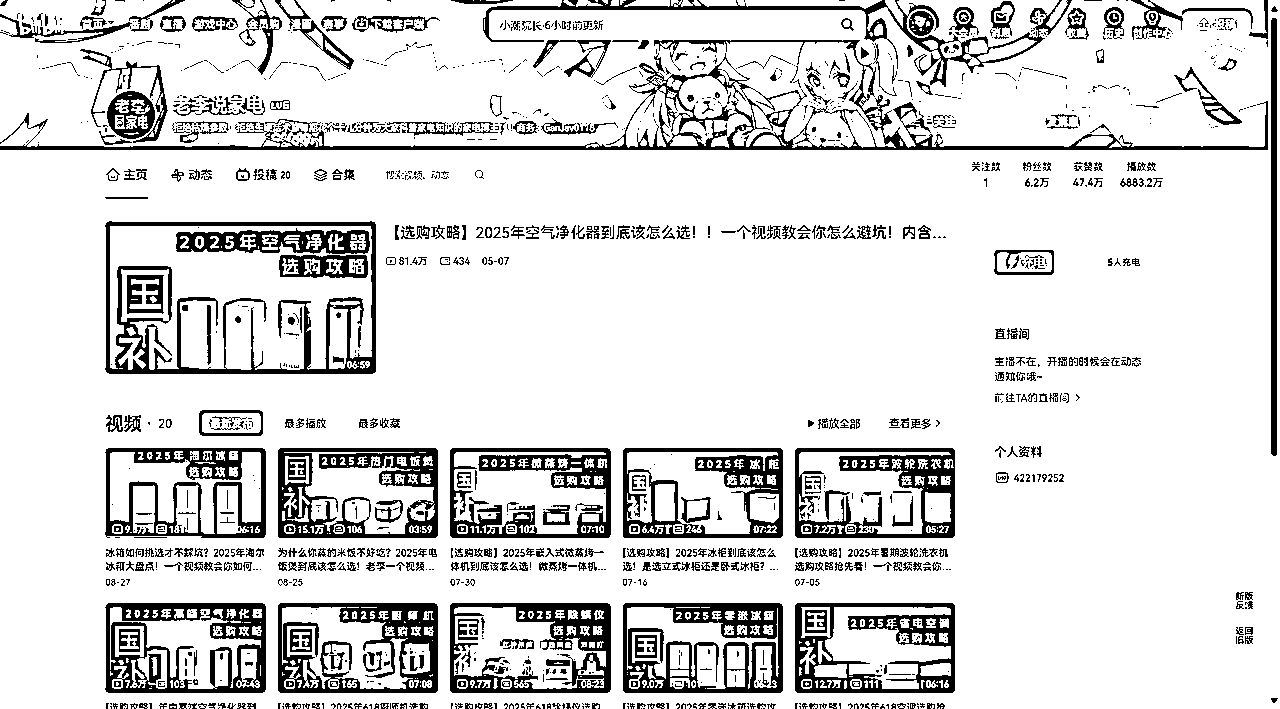 首页
番剧
直播
游戏中心
会员购
漫画
赛事
下载客户端
小潮院长6小时前更新
大会员
消息
动态
收藏
历史
创作中心
老李说家电
LV6
已关注
发消息
主页
动态
投稿 20
合集
搜索视频、动态
关注数
粉丝数
获赞数
播放数
1
6.2万
47.4万
6883.2万
2025年空气净化器
选购攻略
国补
06:59
【选购攻略】2025年空气净化器到底该怎么选！！一个视频教会你怎么避坑！内含...
81.4万
434
05-07
充电
5人充电
直播间
主播不在，开播的时候会在动态
通知你哦~
前往TA的直播间 >
个人资料
422179252
视频 · 20
最新发布
最多播放
最多收藏
播放全部
查看更多 >
2025年海尔冰箱
选购攻略
06:16
冰箱如何挑选才不踩坑？2025年海尔
冰箱大盘点！一个视频教会你如何...
08-27
国补
2025年热门电饭煲
选购攻略
15.1万
106
03:59
为什么你蒸的米饭不好吃？2025年电
饭煲到底该怎么选！老李一个视频...
08-25
国补
2025年微蒸烤一体机
选购攻略
11.1万
102
07:10
【选购攻略】2025年嵌入式微蒸烤一
体机到底该怎么选！微蒸烤一体机...
07-30
国补
2025年冰柜
选购攻略
6.4万
246
07:22
【选购攻略】2025年冰柜到底该怎么
选！是选立式冰柜还是卧式冰柜？...
07-16
国补
2025年波轮洗衣机
选购攻略
7.2万
230
05:27
【选购攻略】2025年暑期波轮洗衣机
选购攻略抢先看！一个视频教会你...
07-05
国补
2025年高端空气净化器
选购攻略
国补
2025年厨师机
选购攻略
7.4万
165
07:08
国补
2025年除螨仪
选购攻略
9.7万
565
08:23
国补
2025年零嵌冰箱
选购攻略
9.0万
国补
2025年省电空调
选购攻略
12.7万
111
06:16
新版
反馈
返回
旧版